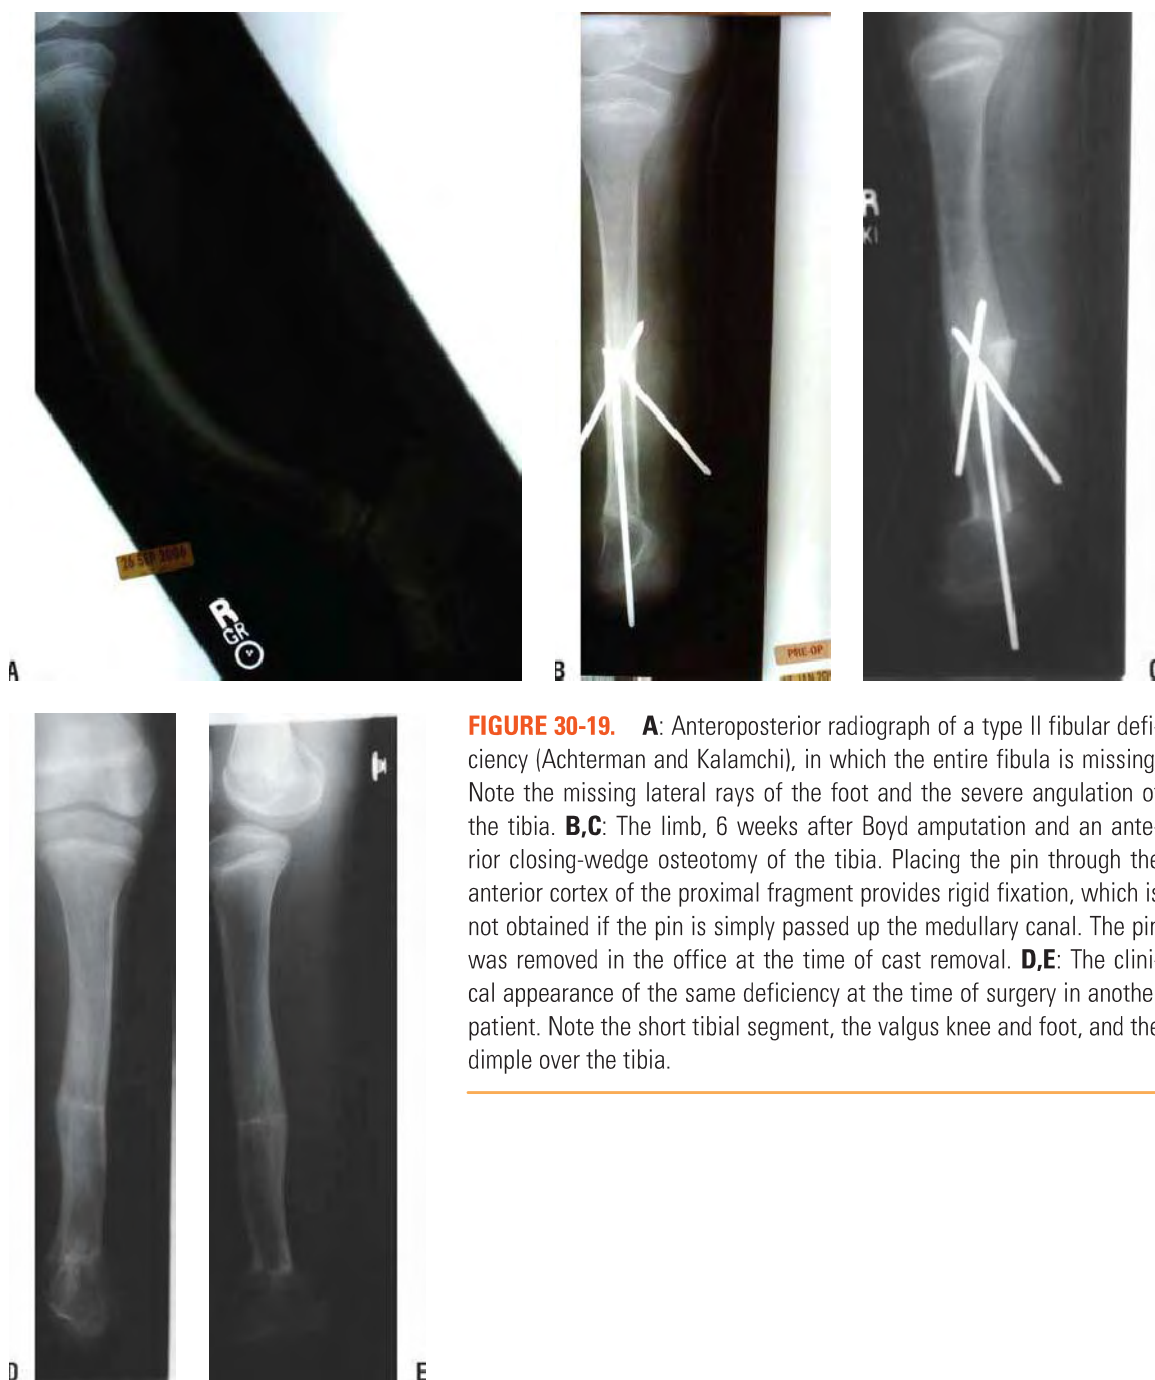 26 SEP 2006
R
GR
A
B
PRE-OP
R
XI
C
D
E
FIGURE 30-19. A: Anteroposterior radiograph of a type II fibular defi-
ciency (Achterman and Kalamchi), in which the entire fibula is missing
Note the missing lateral rays of the foot and the severe angulation o
the tibia. B,C: The limb, 6 weeks after Boyd amputation and an ante
rior closing-wedge osteotomy of the tibia. Placing the pin through the
anterior cortex of the proximal fragment provides rigid fixation, which is
not obtained if the pin is simply passed up the medullary canal. The pin
was removed in the office at the time of cast removal. D,E: The clini-
cal appearance of the same deficiency at the time of surgery in anothe
patient. Note the short tibial segment, the valgus knee and foot, and the
dimple over the tibia.